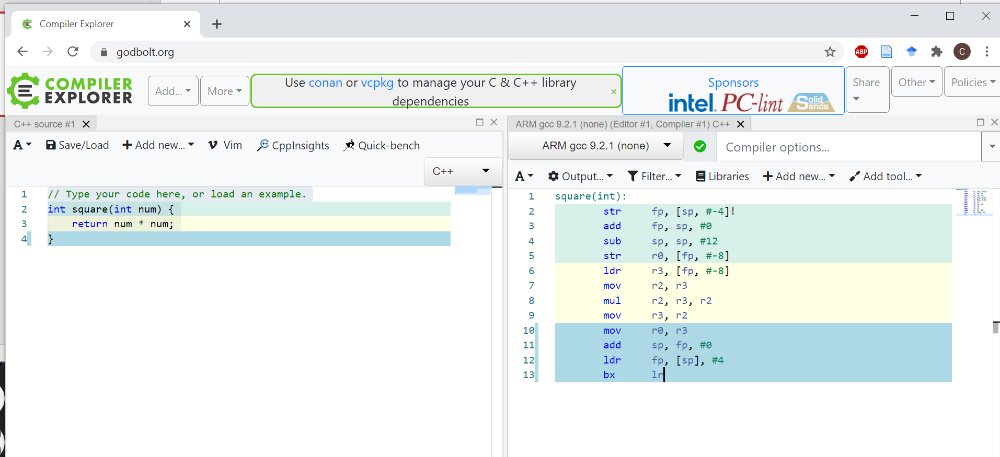 Compiler Explorer
godbolt.org
ABP
C
COMPILER
EXPLORER
Add...
More
Use conan or vcpkg to manage your C & C++ library
dependencies
×
Sponsors
intel. PC-lint Solid Sands
Share
Other
Policies
C++ source #1
Save/Load
Add new...
Vim
CppInsights
Quick-bench
C++
1 // Type your code here, or load an example.
2 int square(int num) {
3     return num * num;
4 }
ARM gcc 9.2.1 (none) (Editor #1, Compiler #1) C++
ARM gcc 9.2.1 (none)
Compiler options...
A
Output...
Filter...
Libraries
Add new...
Add tool...
1 square(int):
2         str     fp, [sp, #-4]!
3         add     fp, sp, #0
4         sub     sp, sp, #12
5         str     r0, [fp, #-8]
6         ldr     r3, [fp, #-8]
7         mov     r2, r3
8         mul     r2, r3, r2
9         mov     r3, r2
10         mov     r0, r3
11         add     sp, fp, #0
12         ldr     fp, [sp], #4
13         bx      lr